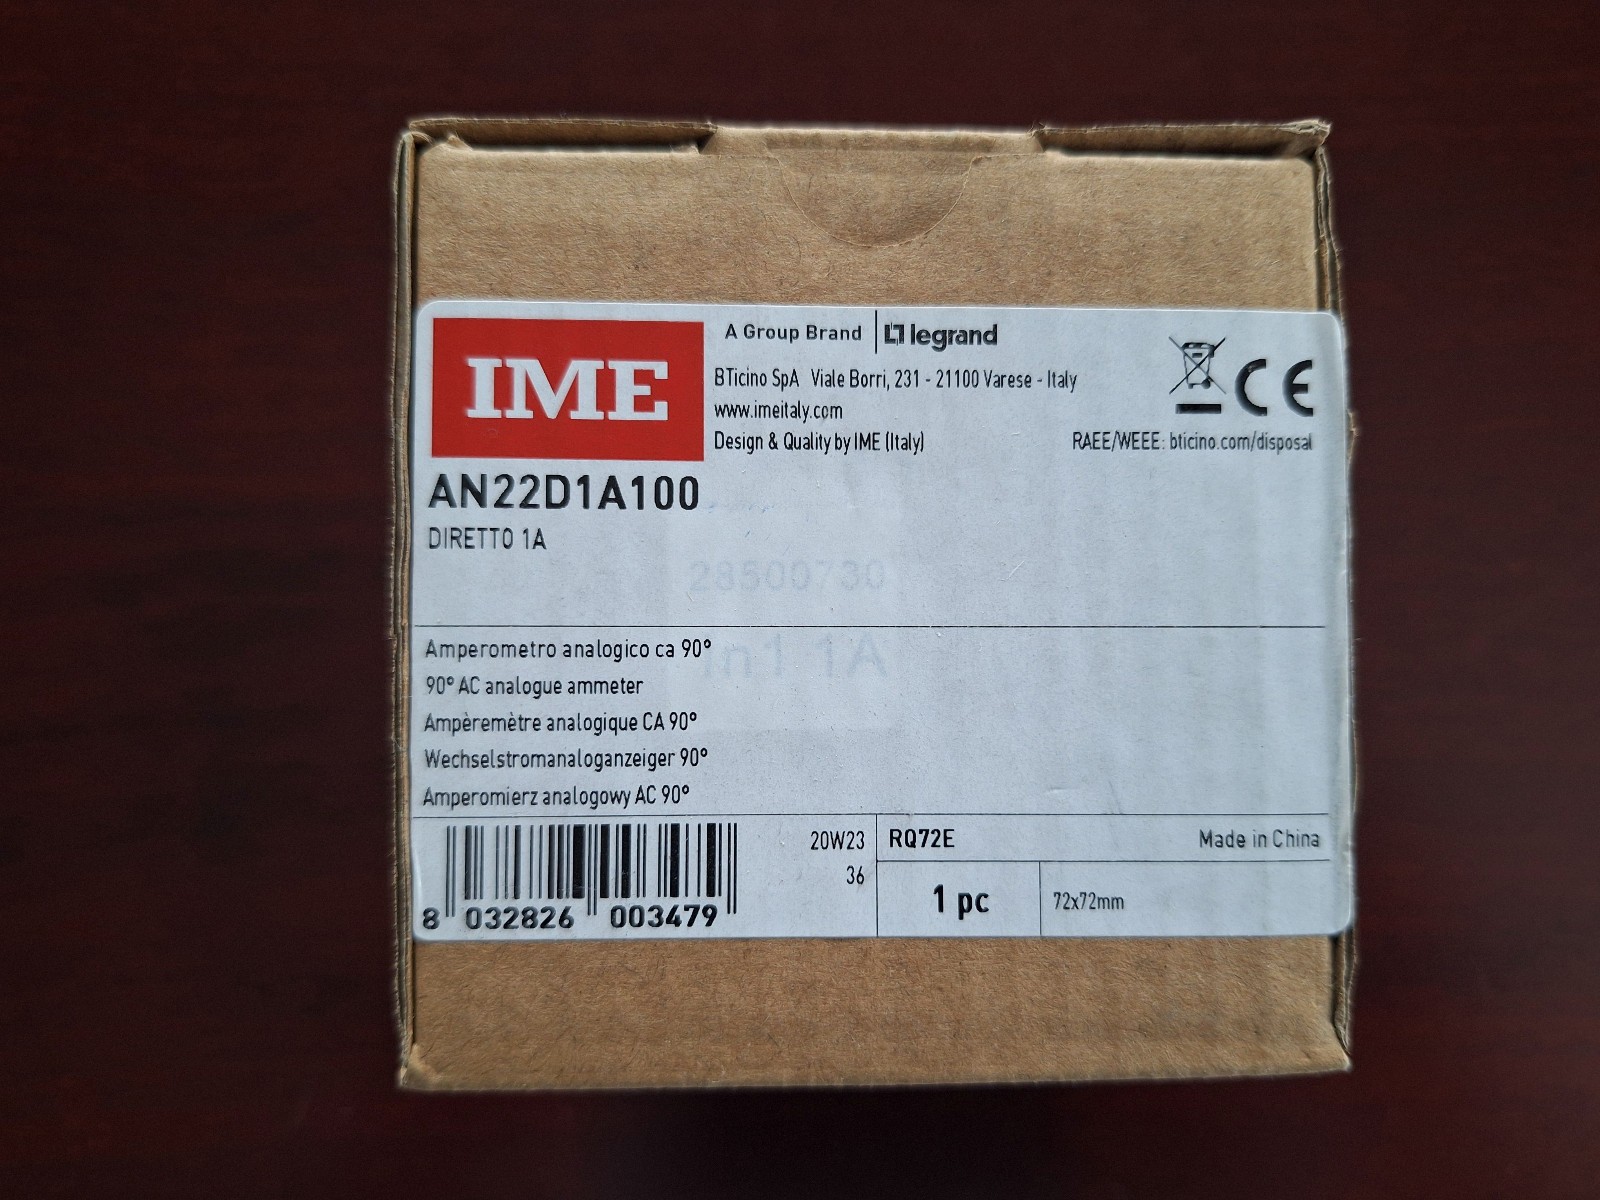 IME
A Group Brand legrand
BTicino SpA Viale Borri, 231 - 21100 Varese - Italy
www.imeitaly.com
Design & Quality by IME (Italy)
CE
RAEE/WEEE: bticino.com/disposal
AN22D1A100
DIRETTO 1A
28500730
In1 1A
Amperometro analogico ca 90°
90° AC analogue ammeter
Ampèremètre analogique CA 90°
Wechselstromanaloganzeiger 90°
Amperomierz analogowy AC 90°
8 032826 003479
20W23
36
RQ72E
Made in China
1 pc
72x72mm